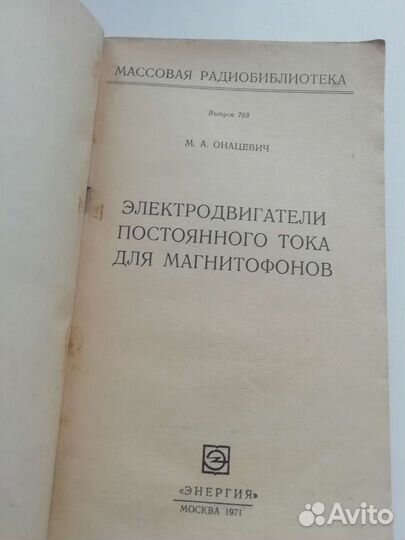 МАССОВАЯ РАДИОБИБЛИОТЕКА
Выпуск 763
М. А. ОНАЦЕВИЧ
ЭЛЕКТРОДВИГАТЕЛИ
ПОСТОЯННОГО ТОКА
ДЛЯ МАГНИТОФОНОВ
«ЭНЕРГИЯ»
МОСКВА 1971
Avito